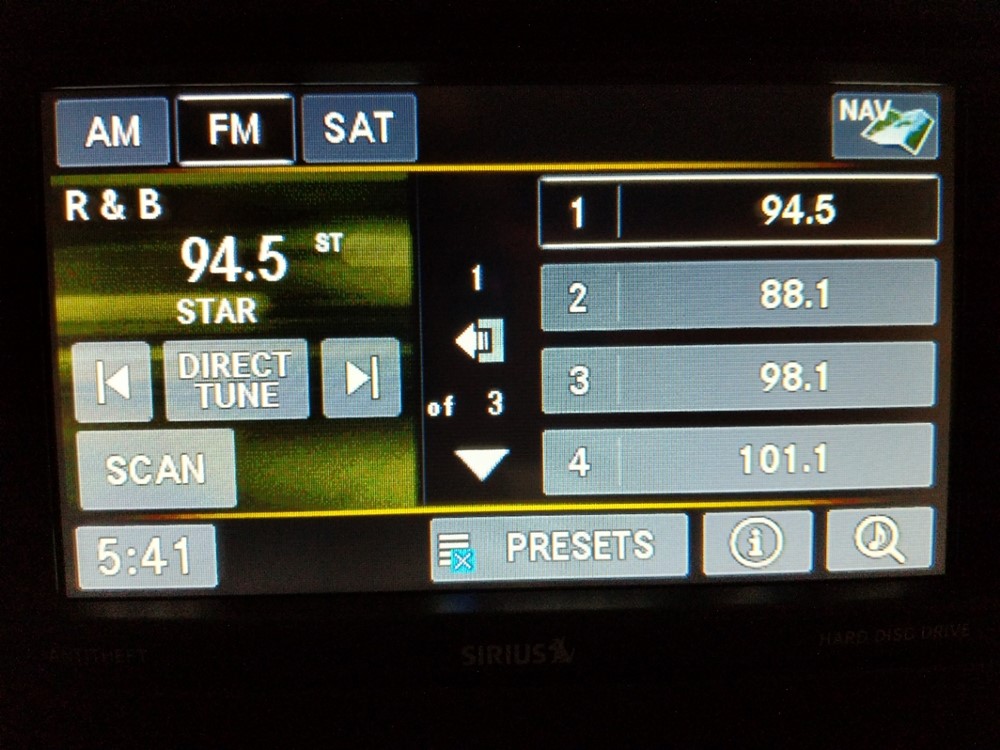 AM FM SAT NAV
R & B
94.5 ST
STAR
DIRECT
TUNE
SCAN
1
of 3
1 94.5
2 88.1
3 98.1
4 101.1
5:41 PRESETS i
ANTITHEFT SIRIUS HARD DISC DRIVE